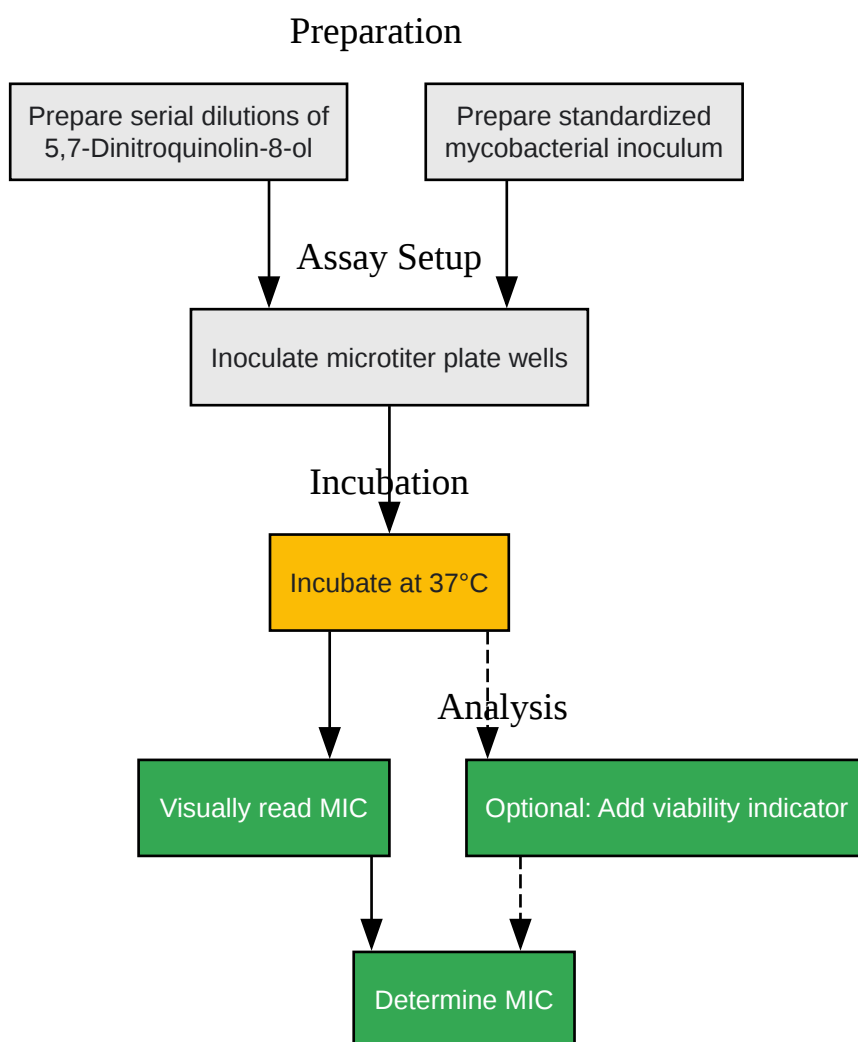 Preparation
Prepare serial dilutions of
5,7-Dinitroquinolin-8-ol
Prepare standardized
mycobacterial inoculum
Assay Setup
Inoculate microtiter plate wells
Incubation
Incubate at 37°C
Analysis
Visually read MIC
Optional: Add viability indicator
Determine MIC